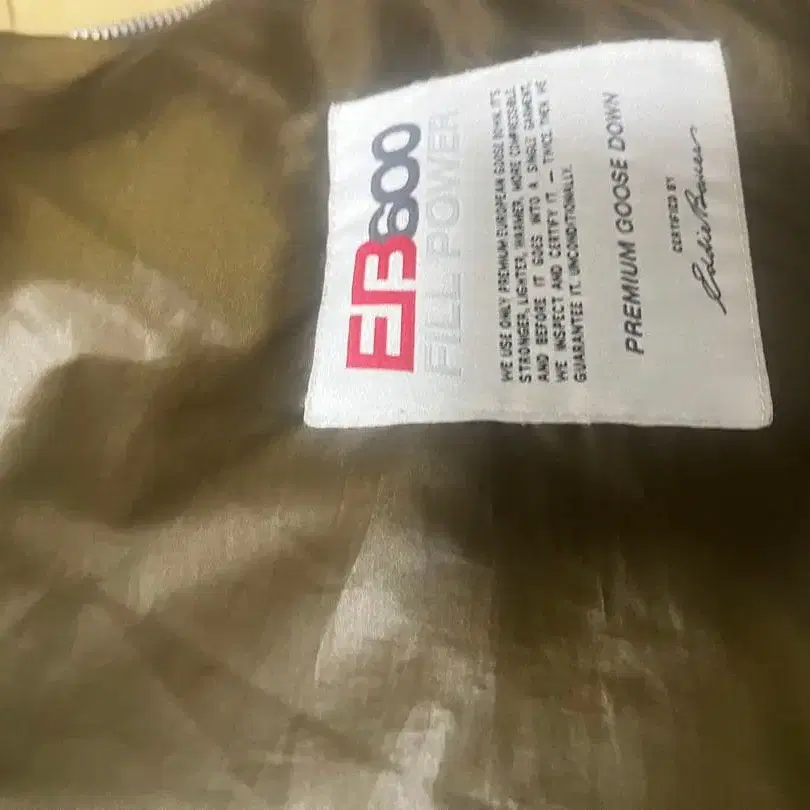 EB600
FILL POWER
WE USE ONLY PREMIUM EUROPEAN GOOSE DOWN. IT'S
STRONGER, LIGHTER, WARMER, MORE COMPRESSIBLE.
AND BEFORE IT GOES INTO A SINGLE GARMENT,
WE INSPECT AND CERTIFY IT — TWICE. THEN WE
GUARANTEE IT. UNCONDITIONALLY.
PREMIUM GOOSE DOWN
CERTIFIED BY
Eddie Bauer